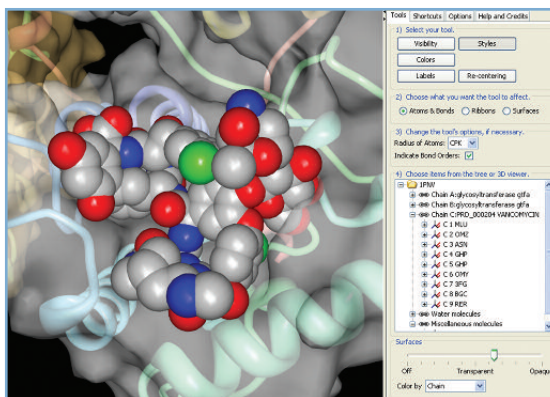 Tools Shortcuts Options Help and Credits
1) Select your tool.
Visibility Styles
Colors
Labels Re-centering
2) Choose what you want the tool to affect.
Atoms & Bonds Ribbons Surfaces
3) Change the tool's options, if necessary.
Radius of Atoms: CPK
Indicate Bond Orders:
4) Choose items from the tree or 3D viewer.
1PNV
Chain A:glycosyltransferase gtfa
Chain B:glycosyltransferase gtfa
Chain C:PRD_000204 VANCOMYCIN
C 1 MLU
C 2 OMZ
C 3 ASN
C 4 GHP
C 5 GHP
C 6 OMY
C 7 3FG
C 8 BGC
C 9 RER
Water molecules
Miscellaneous molecules
Surfaces
Off Transparent Opaqu
Color by Chain